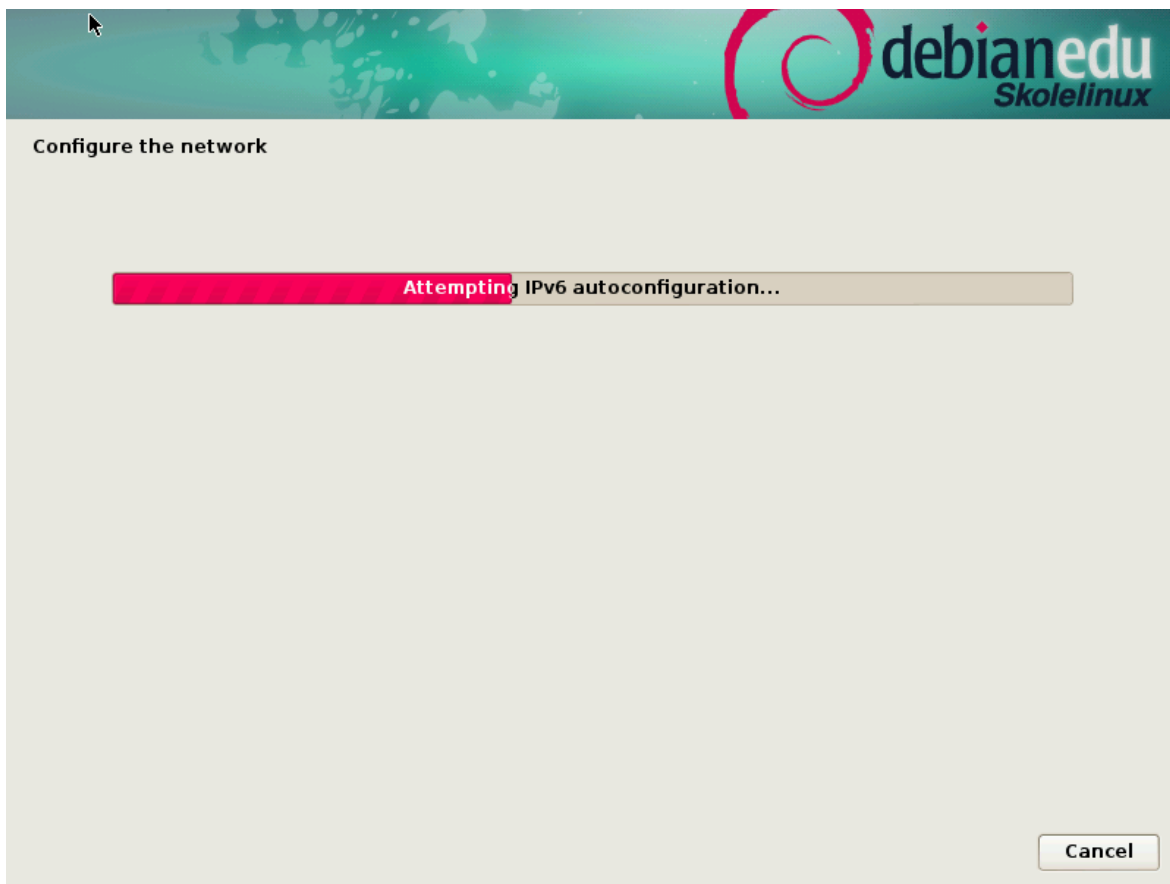 debianedu
Skolelinux
Configure the network
Attempting IPv6 autoconfiguration...
Cancel